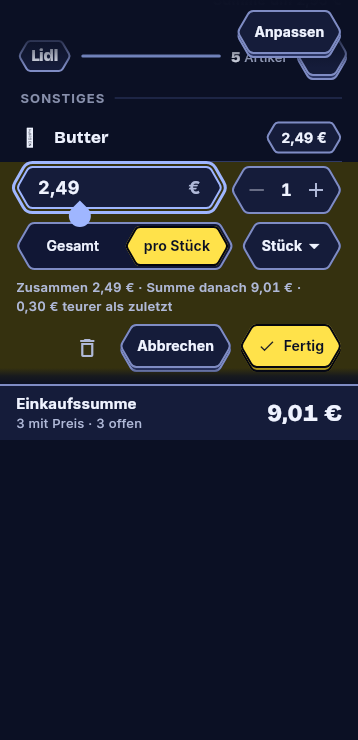 Anpassen
Lidl
5 Artikel
SONSTIGES
Butter
2,49 €
2,49 €
1
Gesamt
pro Stück
Stück
Zusammen 2,49 € · Summe danach 9,01 € ·
0,30 € teurer als zuletzt
Abbrechen
Fertig
Einkaufssumme
3 mit Preis · 3 offen
9,01 €